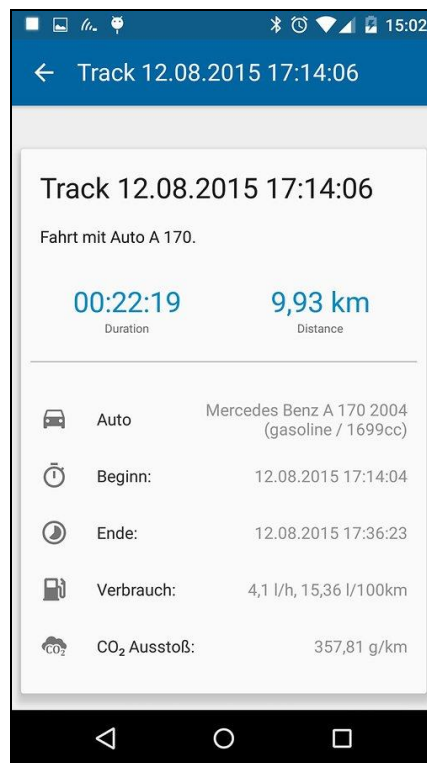 15:02
Track 12.08.2015 17:14:06
Track 12.08.2015 17:14:06
Fahrt mit Auto A 170.
00:22:19 9,93 km
Duration Distance
Auto Mercedes Benz A 170 2004
(gasoline / 1699cc)
Beginn: 12.08.2015 17:14:04
Ende: 12.08.2015 17:36:23
Verbrauch: 4,1 l/h, 15,36 l/100km
CO₂
CO₂ Ausstoß: 357,81 g/km